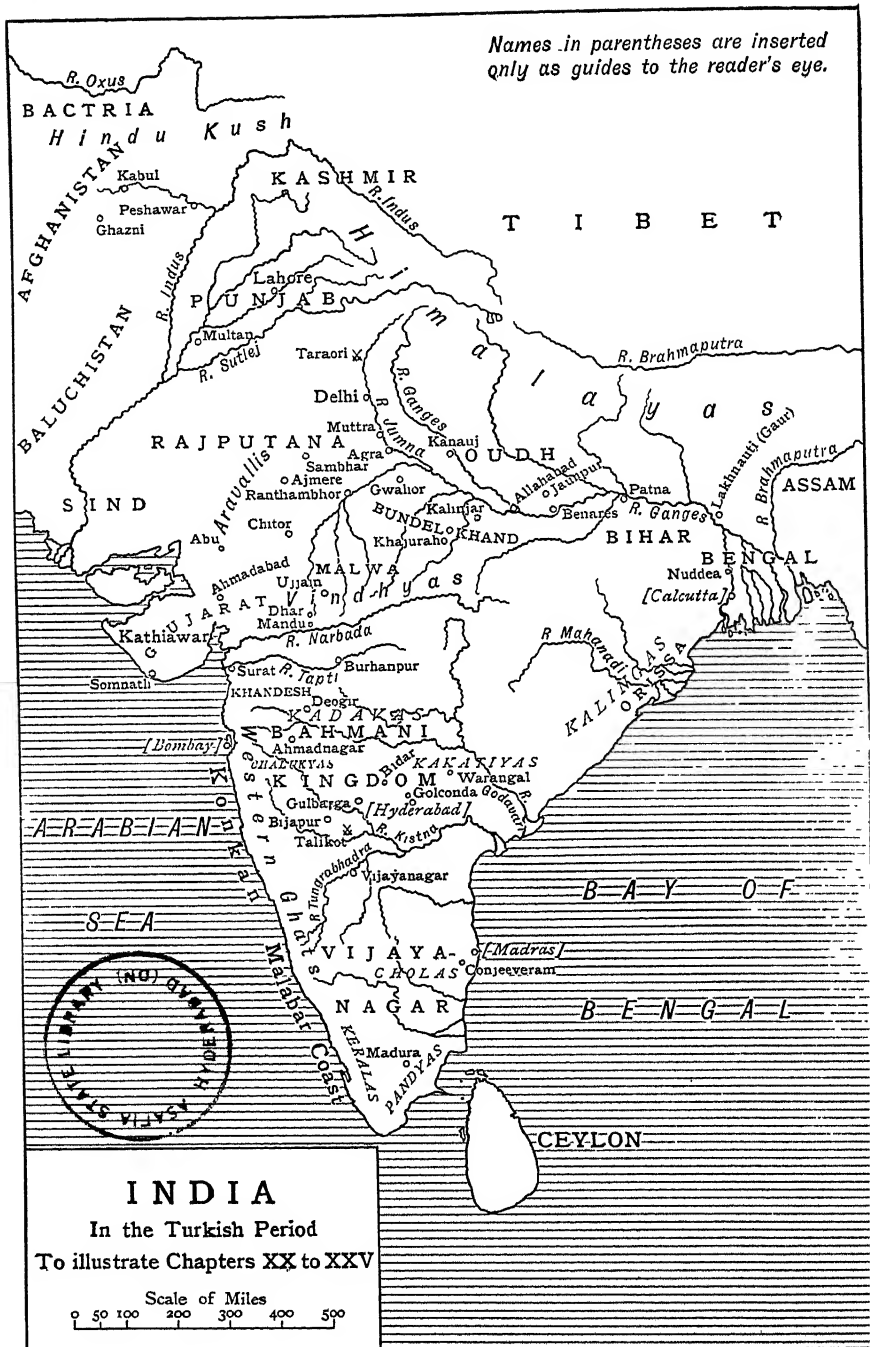 Names in parentheses are inserted
only as guides to the reader's eye.
R. Oxus
BACTRIA
Hindu Kush
AFGHANISTAN
Kabul
Peshawar
Ghazni
KASHMIR
R. Indus
TIBET
R. Indus
Himalayas
Lahore
PUNJAB
Multan
R. Sutlej
BALUCHISTAN
Taraori
R. Brahmaputra
Delhi
R. Ganges
R Jumna
Muttra
Kanauj
OUDH
RAJPUTANA
Agra
Sambhar
Ajmere
Ranthambhor
Gwalior
Allahabad
Jaunpur
Patna
Lakhnauti (Gaur)
R. Brahmaputra
ASSAM
SIND
Aravallis
Kalinjar
Benares
R. Ganges
BUNDEL
KHAND
Khajuraho
BIHAR
Abu
Chitor
BENGAL
Nuddea
[Calcutta]
Ahmadabad
MALWA
Ujjain
Vindhyas
GUJARAT
Dhar
Mandu
Kathiawar
R. Narbada
R Mahanadi
KALINGAS
ORISSA
Somnath
Surat
R. Tapti
Burhanpur
KHANDESH
Deogir
KADAKAS
BAHMANI
[Bombay]
Ahmadnagar
CHALUKYAS
Bidar
KAKATIYAS
KINGDOM
Warangal
Golconda
R. Godavari
Gulbarga
[Hyderabad]
Bijapur
Talikot
R. Kistna
ARABIAN
SEA
Konkan
Western Ghats
R Tungrabhadra
Vijayanagar
BAY OF
BENGAL
VIJAYA-
NAGAR
[Madras]
CHOLAS
Conjeeveram
Malabar Coast
KERALAS
Madura
PANDYAS
CEYLON
ASAFIA STATE LIBRARY (ND) HYDERABAD
INDIA
In the Turkish Period
To illustrate Chapters XX to XXV
Scale of Miles
0 50 100 200 300 400 500